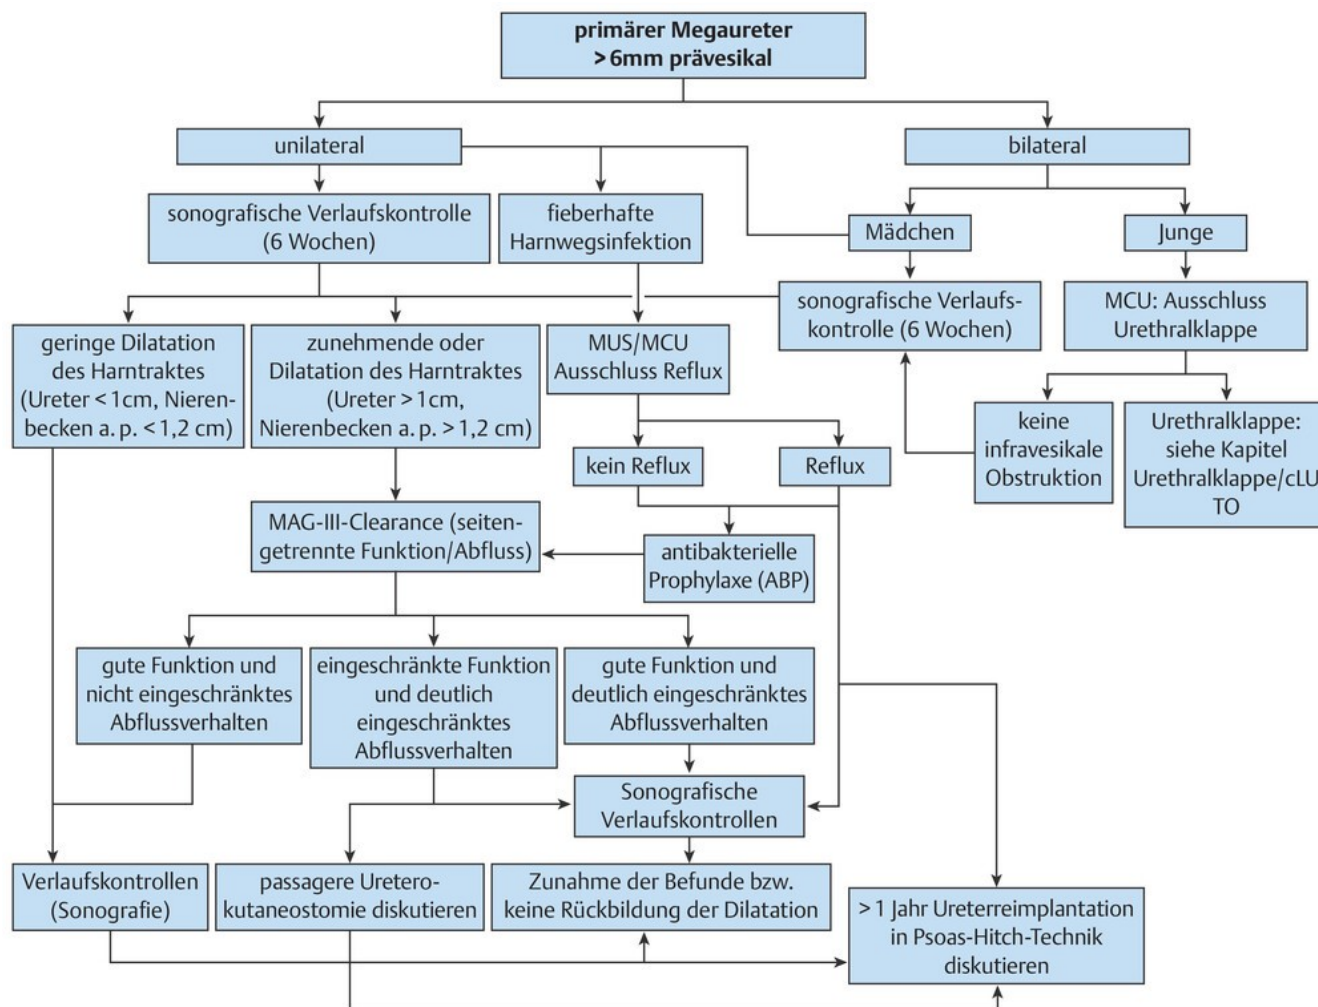 primärer Megaureter
> 6mm prävesikal
unilateral
bilateral
sonografische Verlaufskontrolle
(6 Wochen)
fieberhafte
Harnwegsinfektion
Mädchen
Junge
geringe Dilatation
des Harntraktes
(Ureter < 1cm, Nieren-
becken a. p. < 1,2 cm)
zunehmende oder
Dilatation des Harntraktes
(Ureter > 1cm,
Nierenbecken a. p. > 1,2 cm)
MUS/MCU
Ausschluss Reflux
sonografische Verlaufs-
kontrolle (6 Wochen)
MCU: Ausschluss
Urethralklappe
kein Reflux
Reflux
keine
infravesikale
Obstruktion
Urethralklappe:
siehe Kapitel
Urethralklappe/cLU
TO
MAG-III-Clearance (seiten-
getrennte Funktion/Abfluss)
antibakterielle
Prophylaxe (ABP)
gute Funktion und
nicht eingeschränktes
Abflussverhalten
eingeschränkte Funktion
und deutlich
eingeschränktes
Abflussverhalten
gute Funktion und
deutlich eingeschränktes
Abflussverhalten
Sonografische
Verlaufskontrollen
Verlaufskontrollen
(Sonografie)
passagere Uretero-
kutaneostomie diskutieren
Zunahme der Befunde bzw.
keine Rückbildung der Dilatation
> 1 Jahr Ureterreimplantation
in Psoas-Hitch-Technik
diskutieren